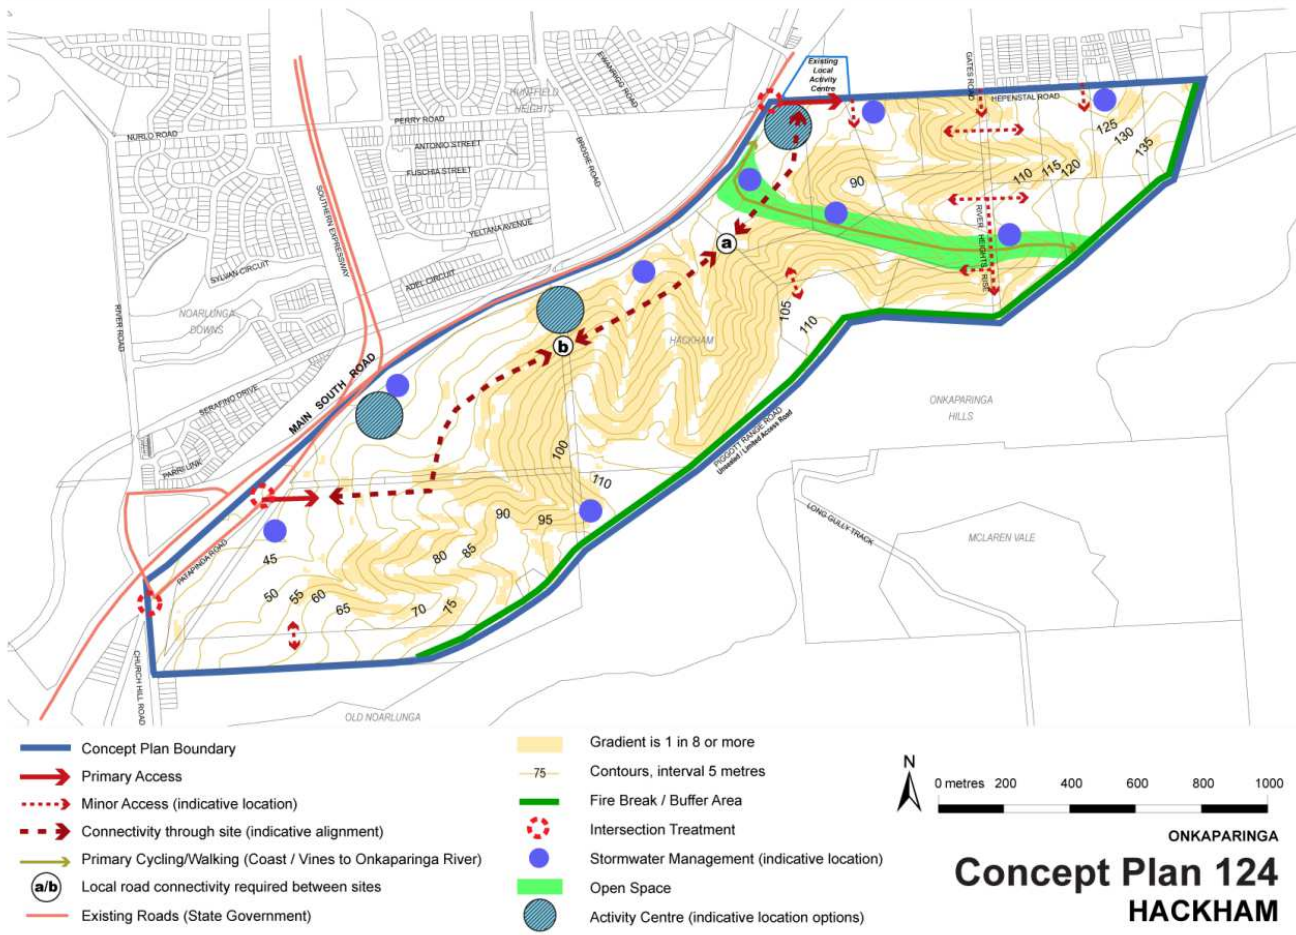 Existing
Local
Activity
Centre
EWANRIGG ROAD
GATES ROAD
HUNTFIELD
HEIGHTS
HEPENSTAL ROAD
PERRY ROAD
NURLO ROAD
ANTONIO STREET
BRODIE ROAD
FUSCHIA STREET
125
130
135
110
115
120
90
SOUTHERN EXPRESSWAY
YELTANA AVENUE
RIVER HEIGHTS RISE
a
SYLVAN CIRCUIT
ADEL CIRCUIT
NOARLUNGA
DOWNS
RIVER ROAD
105
110
HACKHAM
b
MAIN SOUTH ROAD
SERAFINO DRIVE
ONKAPARINGA
HILLS
PIGGOTT RANGE ROAD
Unsealed / Limited Access Road
PARRI LINK
100
110
90
95
LONG GULLY TRACK
MCLAREN VALE
PATAPINDA ROAD
45
80
85
50
55
60
65
70
75
CHURCH HILL ROAD
OLD NOARLUNGA
Concept Plan Boundary
Primary Access
Minor Access (indicative location)
Connectivity through site (indicative alignment)
Primary Cycling/Walking (Coast / Vines to Onkaparinga River)
a/b Local road connectivity required between sites
Existing Roads (State Government)
Gradient is 1 in 8 or more
75 Contours, interval 5 metres
Fire Break / Buffer Area
Intersection Treatment
Stormwater Management (indicative location)
Open Space
Activity Centre (indicative location options)
N
0 metres 200 400 600 800 1000
ONKAPARINGA
Concept Plan 124
HACKHAM